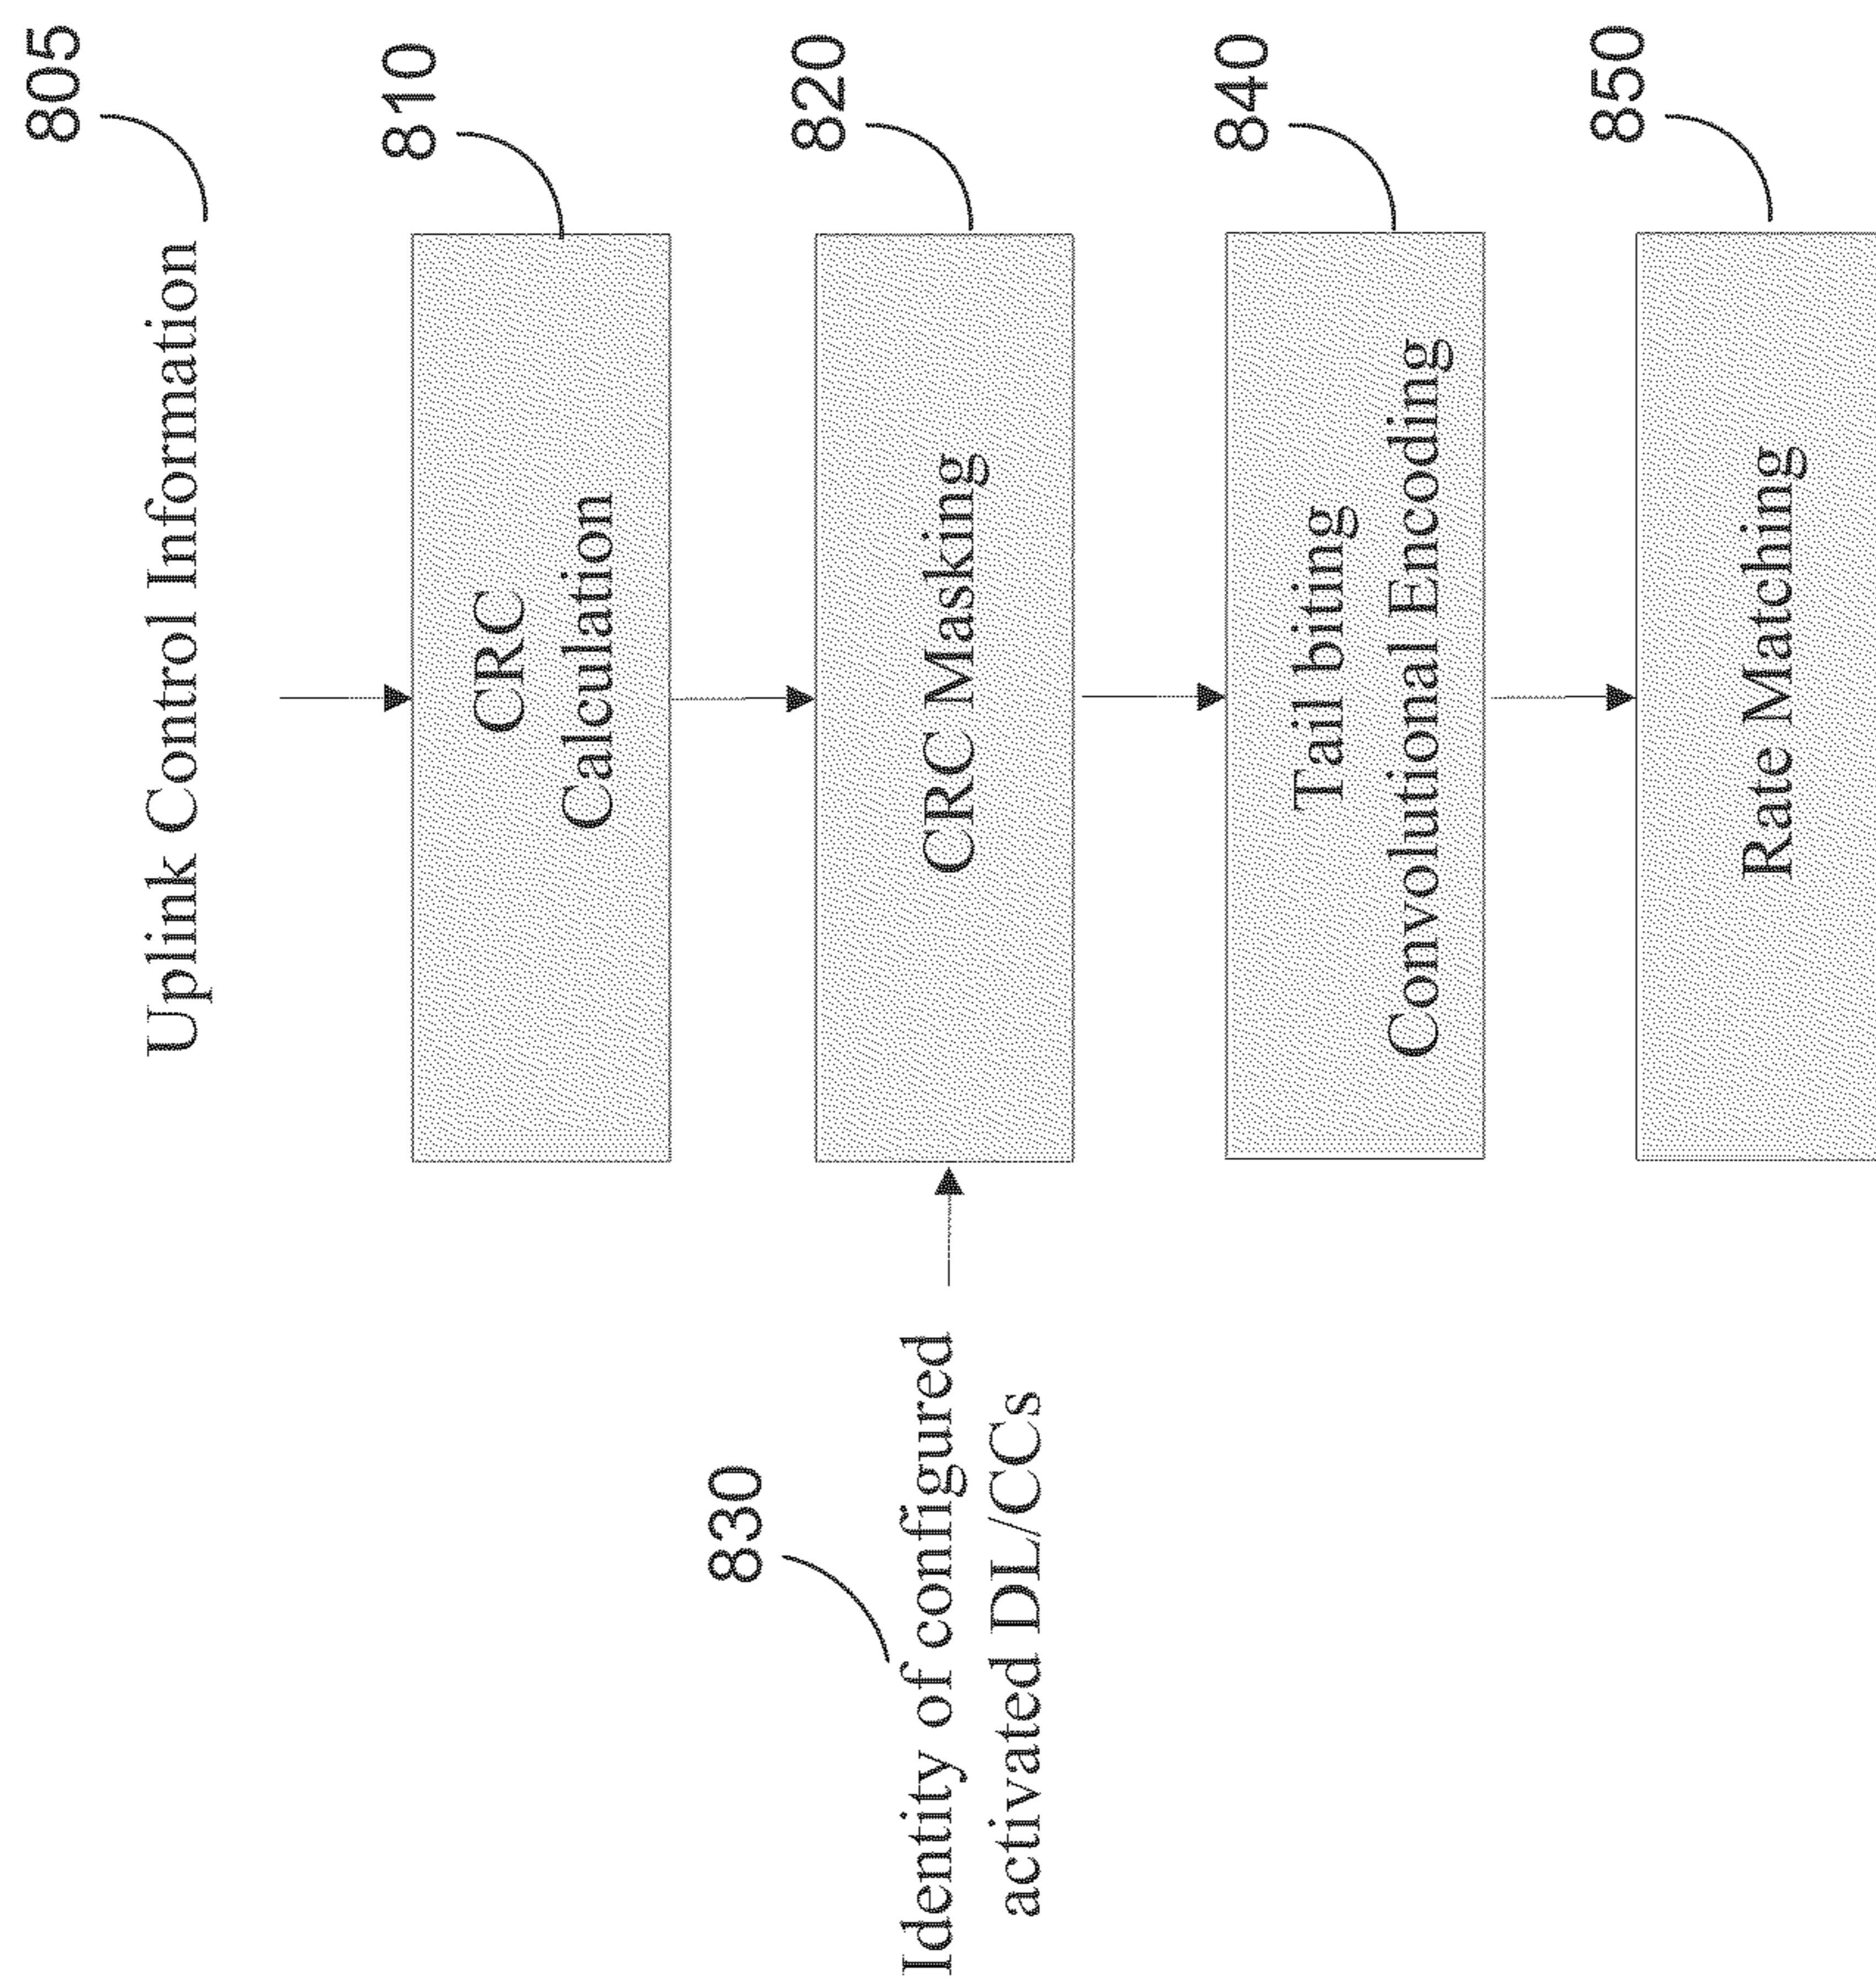 Uplink Control Information
805
CRC
Calculation
810
CRC Masking
820
Identity of configured
activated DL/CCs
830
Tail biting
Convolutional Encoding
840
Rate Matching
850